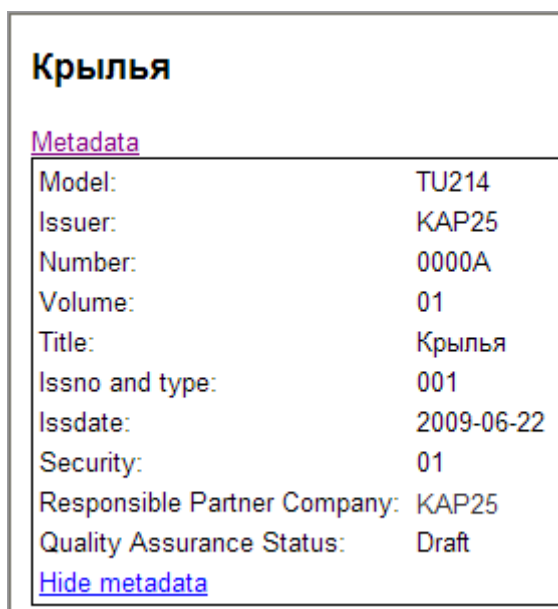 Крылья
Metadata
Model: TU214
Issuer: KAP25
Number: 0000A
Volume: 01
Title: Крылья
Issno and type: 001
Issdate: 2009-06-22
Security: 01
Responsible Partner Company: KAP25
Quality Assurance Status: Draft
Hide metadata